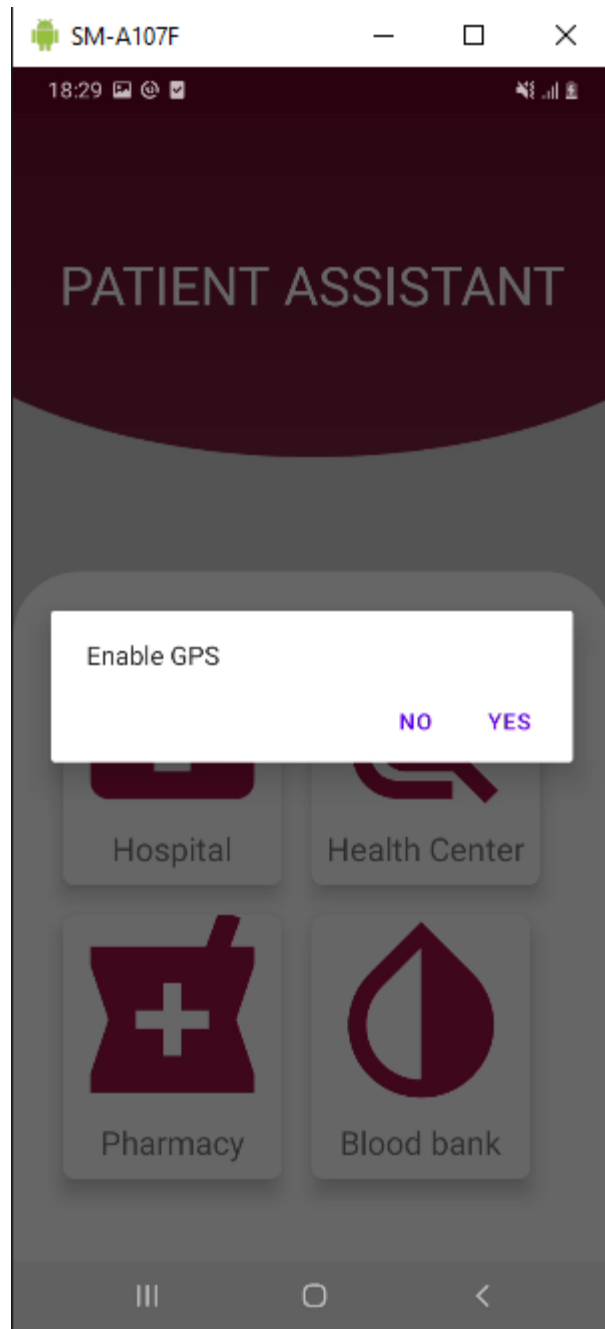 SM-A107F
18:29
PATIENT ASSISTANT
Enable GPS
NO YES
Hospital Health Center
Pharmacy Blood bank